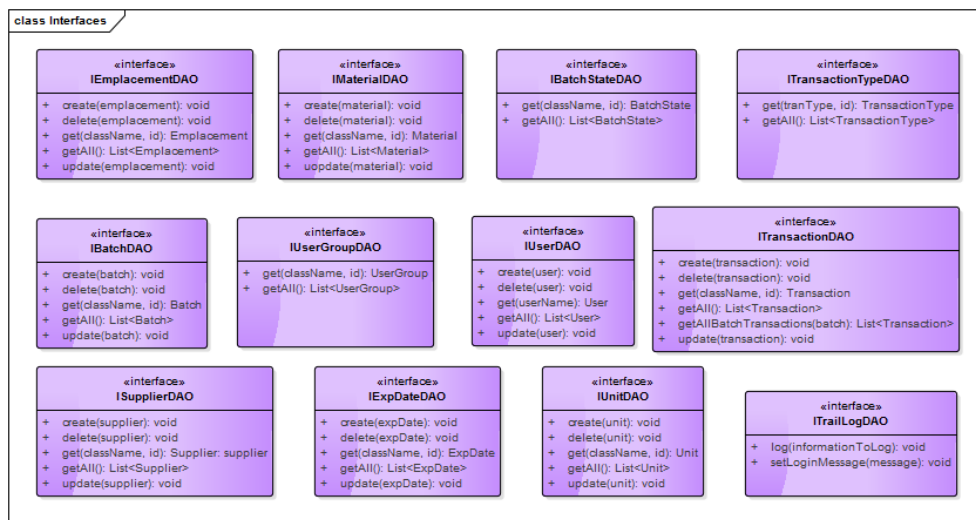 class Interfaces
«interface»
IEmplacementDAO
+ create(emplacement): void
+ delete(emplacement): void
+ get(className, id): Emplacement
+ getAll(): List<Emplacement>
+ update(emplacement): void
«interface»
IMaterialDAO
+ create(material): void
+ delete(material): void
+ get(className, id): Material
+ getAll(): List<Material>
+ uopdate(material): void
«interface»
IBatchStateDAO
+ get(className, id): BatchState
+ getAll(): List<BatchState>
«interface»
ITransactionTypeDAO
+ get(tranType, id): TransactionType
+ getAll(): List<TransactionType>
«interface»
IBatchDAO
+ create(batch): void
+ delete(batch): void
+ get(className, id): Batch
+ getAll(): List<Batch>
+ update(batch): void
«interface»
IUserGroupDAO
+ get(className, id): UserGroup
+ getAll(): List<UserGroup>
«interface»
IUserDAO
+ create(user): void
+ delete(user): void
+ get(userName): User
+ getAll(): List<User>
+ update(user): void
«interface»
ITransactionDAO
+ create(transaction): void
+ delete(transaction): void
+ get(className, id): Transaction
+ getAll(): List<Transaction>
+ getAllBatchTransactions(batch): List<Transaction>
+ update(transaction): void
«interface»
ISupplierDAO
+ create(supplier): void
+ delete(supplier): void
+ get(className, id): Supplier: supplier
+ getAll(): List<Supplier>
+ update(supplier): void
«interface»
IExpDateDAO
+ create(expDate): void
+ delete(expDate): void
+ get(className, id): ExpDate
+ getAll(): List<ExpDate>
+ update(expDate): void
«interface»
IUnitDAO
+ create(unit): void
+ delete(unit): void
+ get(className, id): Unit
+ getAll(): List<Unit>
+ update(unit): void
«interface»
ITrailLogDAO
+ log(informationToLog): void
+ setLoginMessage(message): void